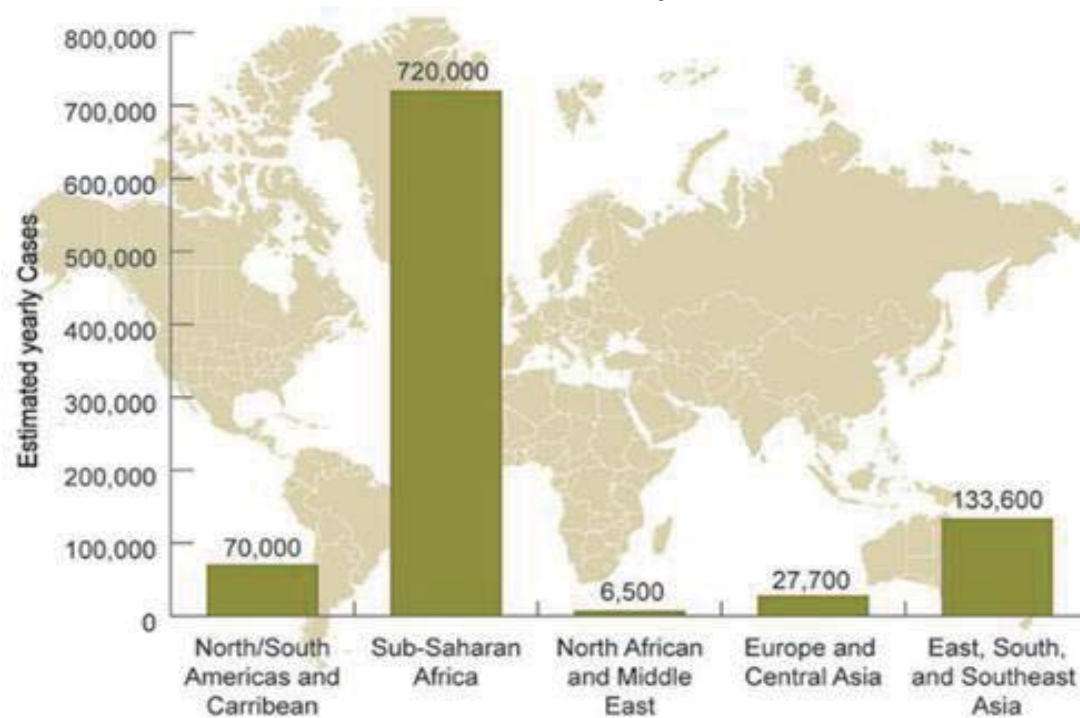 800,000
700,000
600,000
500,000
400,000
300,000
200,000
100,000
0
Estimated yearly Cases
70,000
720,000
6,500
27,700
133,600
North/South
Americas and
Carribean
Sub-Saharan
Africa
North African
and Middle
East
Europe and
Central Asia
East, South,
and Southeast
Asia